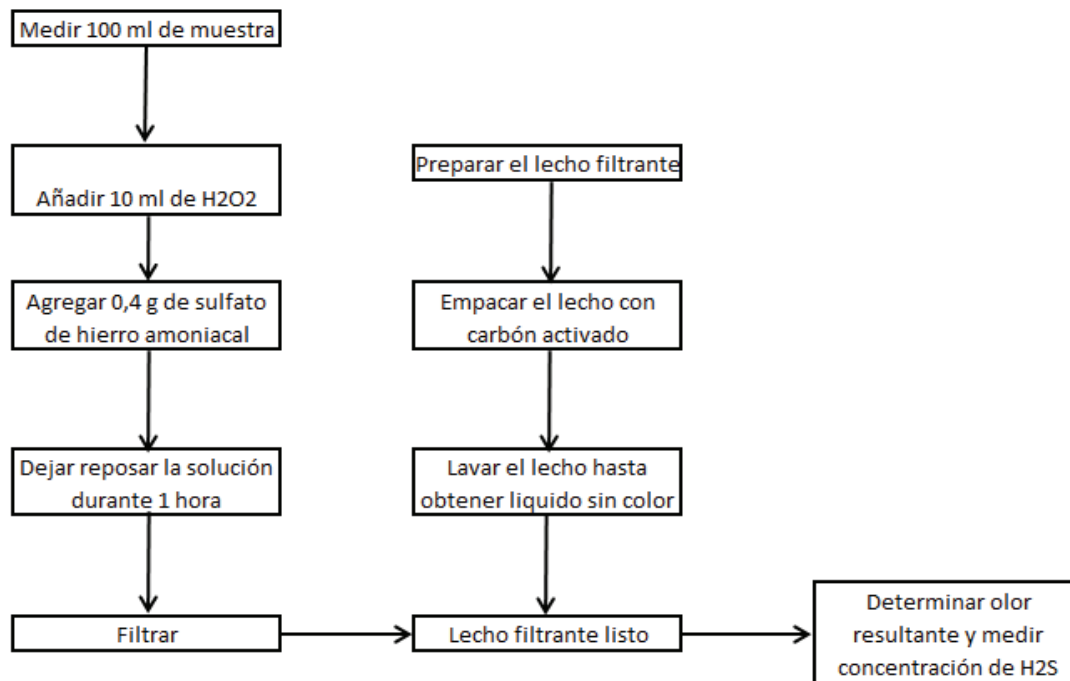 Medir 100 ml de muestra
Añadir 10 ml de H2O2
Agregar 0,4 g de sulfato
de hierro amoniacal
Dejar reposar la solución
durante 1 hora
Filtrar
Preparar el lecho filtrante
Empacar el lecho con
carbón activado
Lavar el lecho hasta
obtener liquido sin color
Lecho filtrante listo
Determinar olor
resultante y medir
concentración de H2S